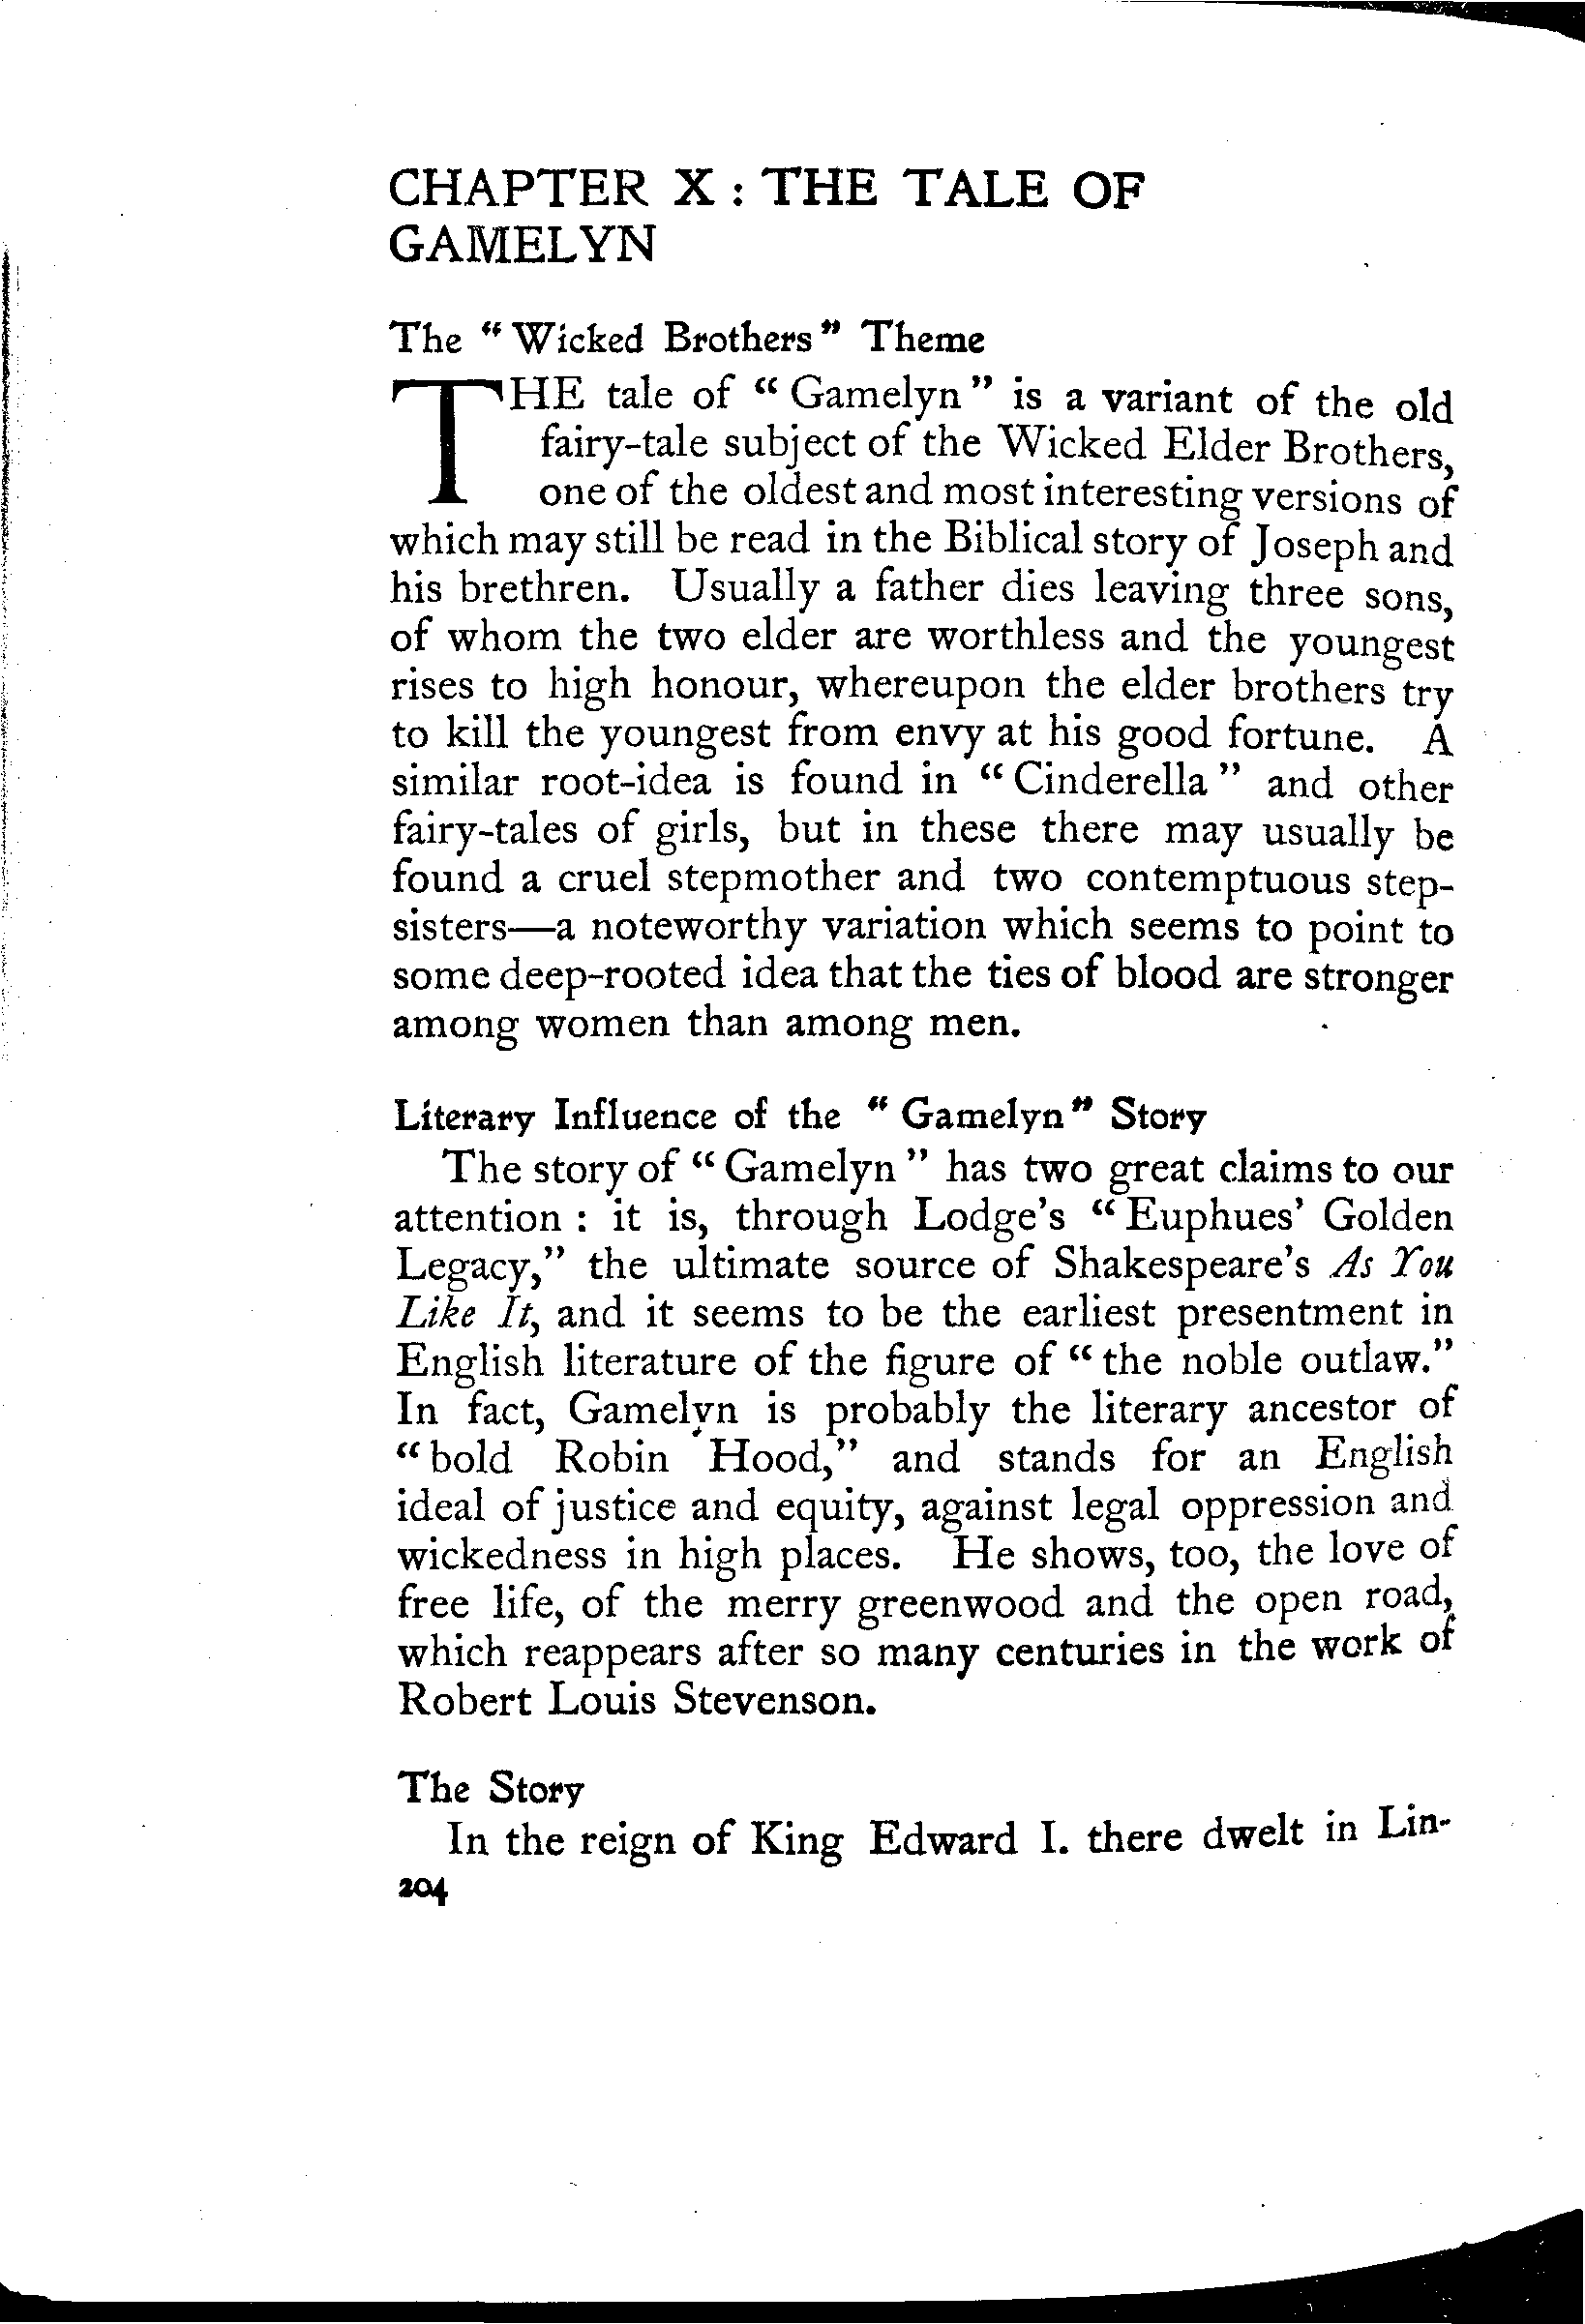 CHAPTER X : THE TALE OF
GAMELYN
The “Wicked Brothers” Theme
THE tale of “Gamelyn” is a variant of the old
fairy-tale subject of the Wicked Elder Brothers,
one of the oldest and most interesting versions of
which may still be read in the Biblical story of Joseph and
his brethren. Usually a father dies leaving three sons,
of whom the two elder are worthless and the youngest
rises to high honour, whereupon the elder brothers try
to kill the youngest from envy at his good fortune. A
similar root-idea is found in “Cinderella” and other
fairy-tales of girls, but in these there may usually be
found a cruel stepmother and two contemptuous step-
sisters—a noteworthy variation which seems to point to
some deep-rooted idea that the ties of blood are stronger
among women than among men.
Literary Influence of the “Gamelyn” Story
The story of “Gamelyn” has two great claims to our
attention : it is, through Lodge's “Euphues' Golden
Legacy,” the ultimate source of Shakespeare's As You
Like It, and it seems to be the earliest presentment in
English literature of the figure of “the noble outlaw.”
In fact, Gamelyn is probably the literary ancestor of
“bold Robin Hood,” and stands for an English
ideal of justice and equity, against legal oppression and
wickedness in high places. He shows, too, the love of
free life, of the merry greenwood and the open road,
which reappears after so many centuries in the work of
Robert Louis Stevenson.
The Story
In the reign of King Edward I. there dwelt in Lin-
204